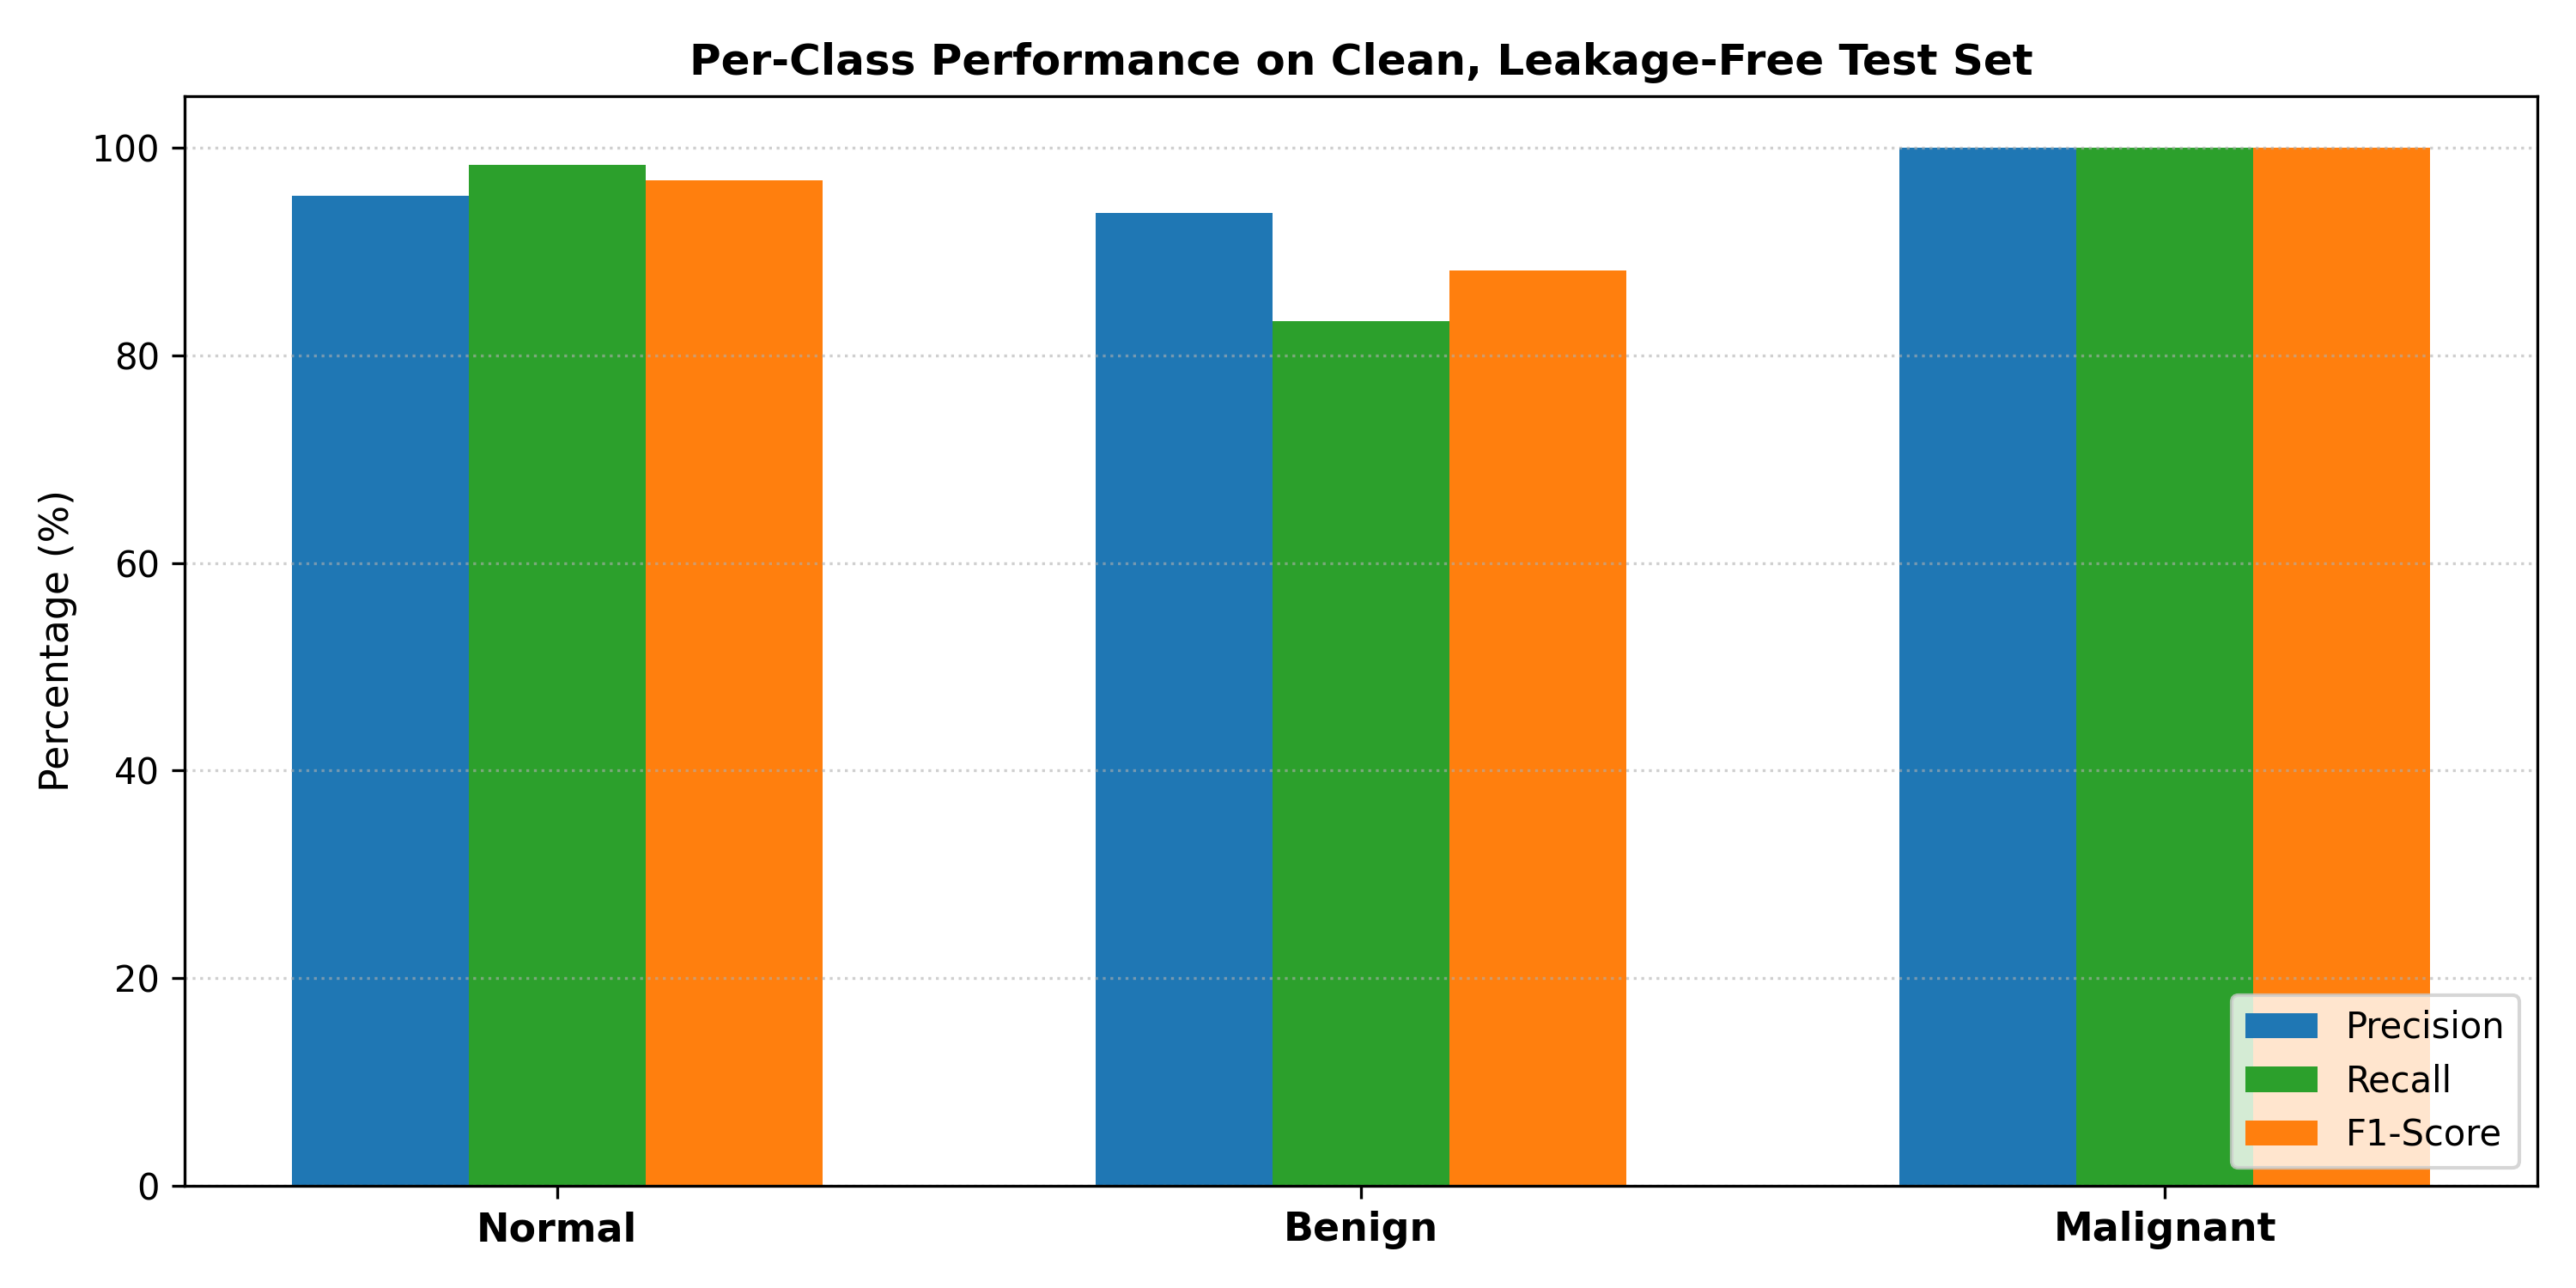 Per-Class Performance on Clean, Leakage-Free Test Set
Percentage (%)
100
80
60
40
20
0
Normal
Benign
Malignant
Precision
Recall
F1-Score